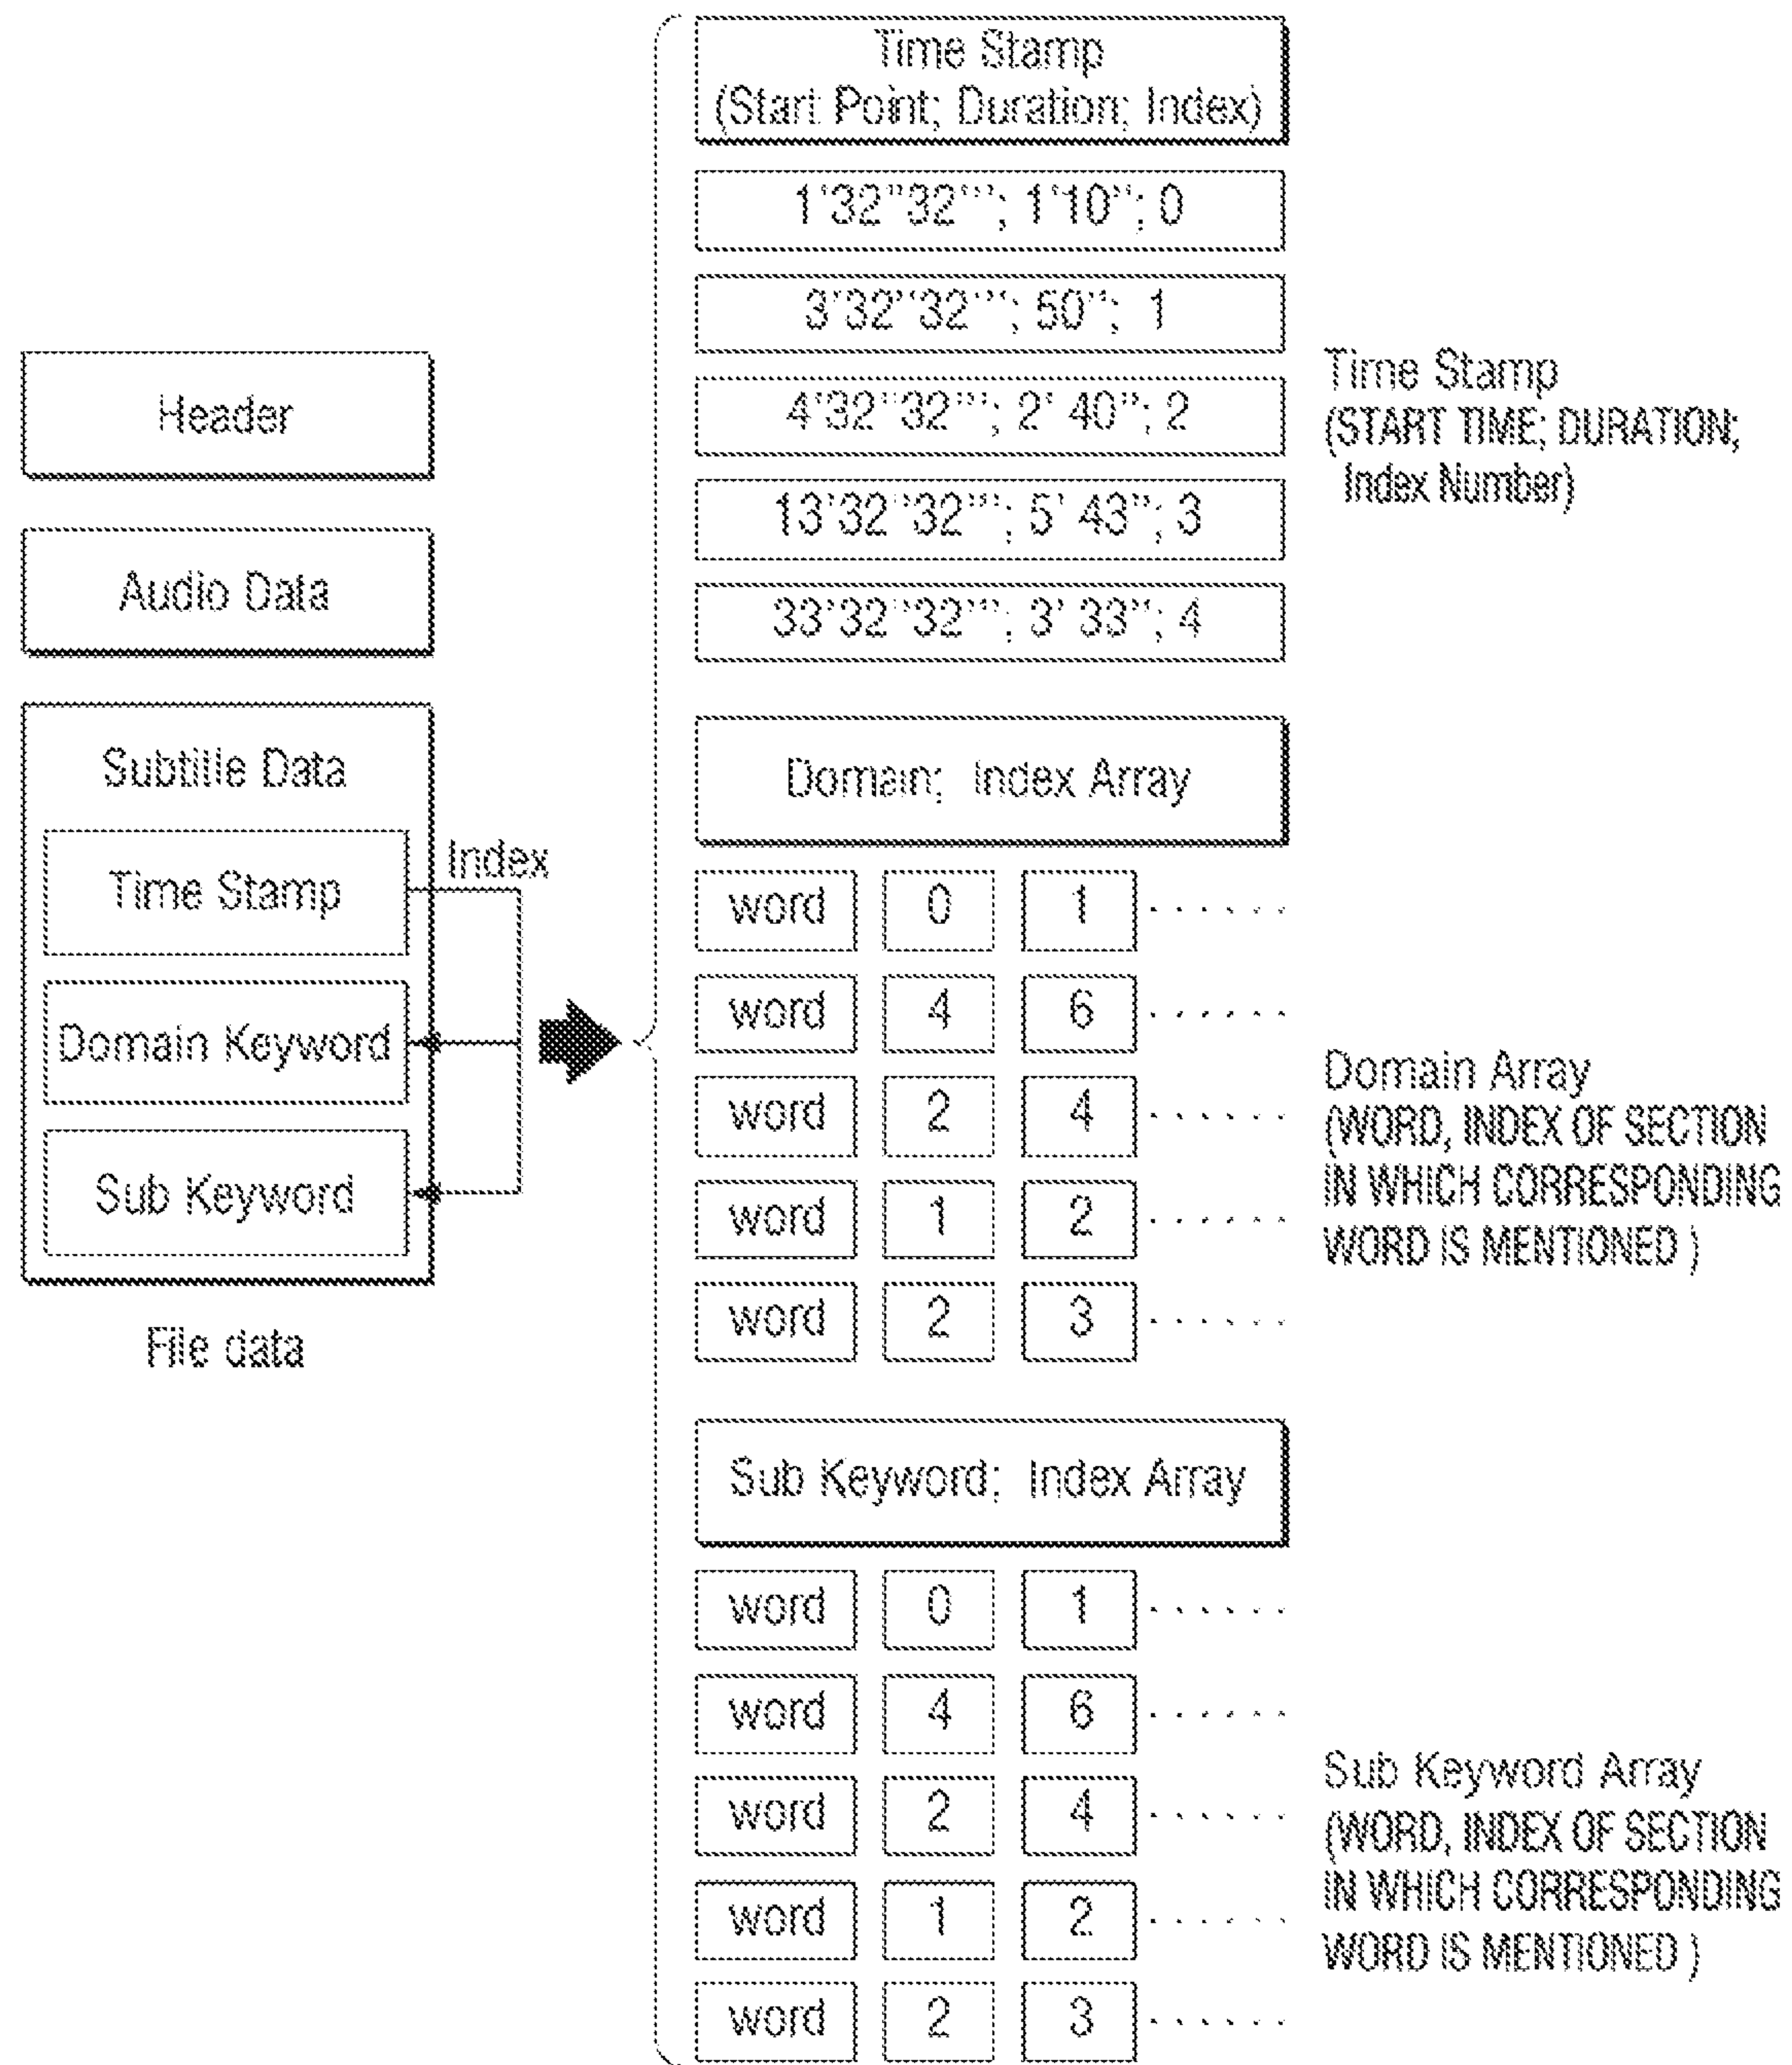 Header
Audio Data
Subtitle Data
Time Stamp
Domain Keyword
Sub Keyword
Index
File data
Time Stamp
(Start Point; Duration; Index)
1'32"32'''; 1'10"; 0
3'32"32'''; 50"; 1
4'32"32'''; 2' 40"; 2
13'32"32'''; 5' 43"; 3
33'32"32'''; 3' 33"; 4
Time Stamp
(START TIME; DURATION;
Index Number)
Domain; Index Array
word 0 1 ......
word 4 6 ......
word 2 4 ......
word 1 2 ......
word 2 3 ......
Domain Array
(WORD, INDEX OF SECTION
IN WHICH CORRESPONDING
WORD IS MENTIONED )
Sub Keyword; Index Array
word 0 1 ......
word 4 6 ......
word 2 4 ......
word 1 2 ......
word 2 3 ......
Sub Keyword Array
(WORD, INDEX OF SECTION
IN WHICH CORRESPONDING
WORD IS MENTIONED )